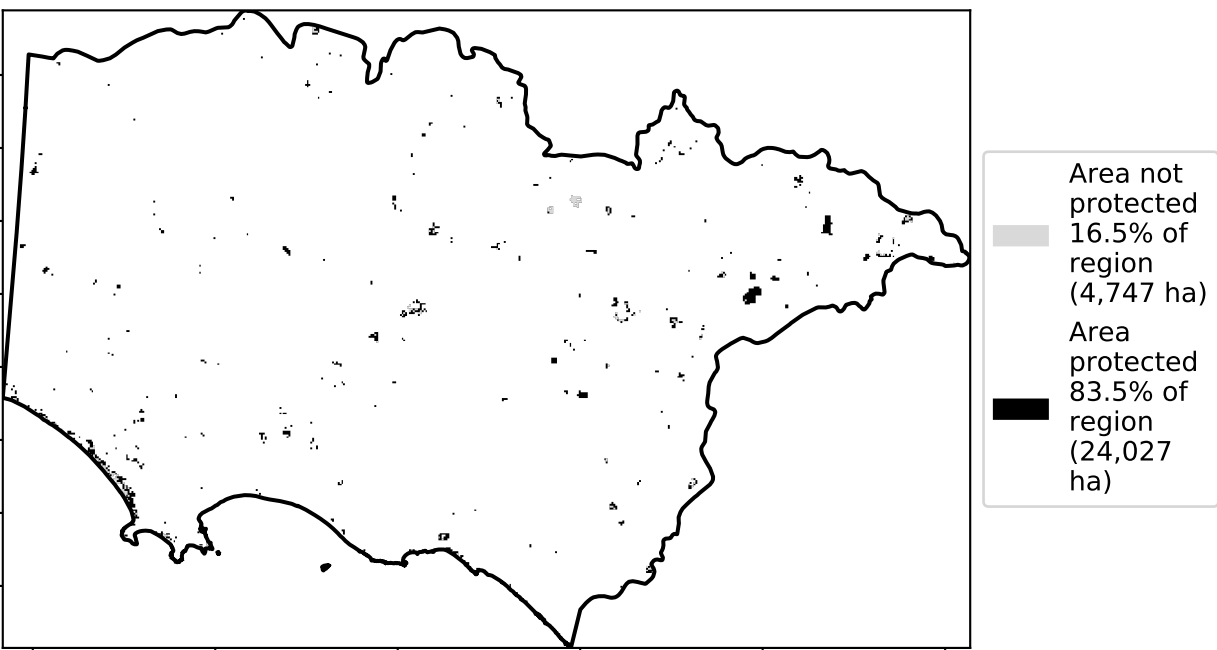 Area not
protected
16.5% of
region
(4,747 ha)
Area
protected
83.5% of
region
(24,027
ha)